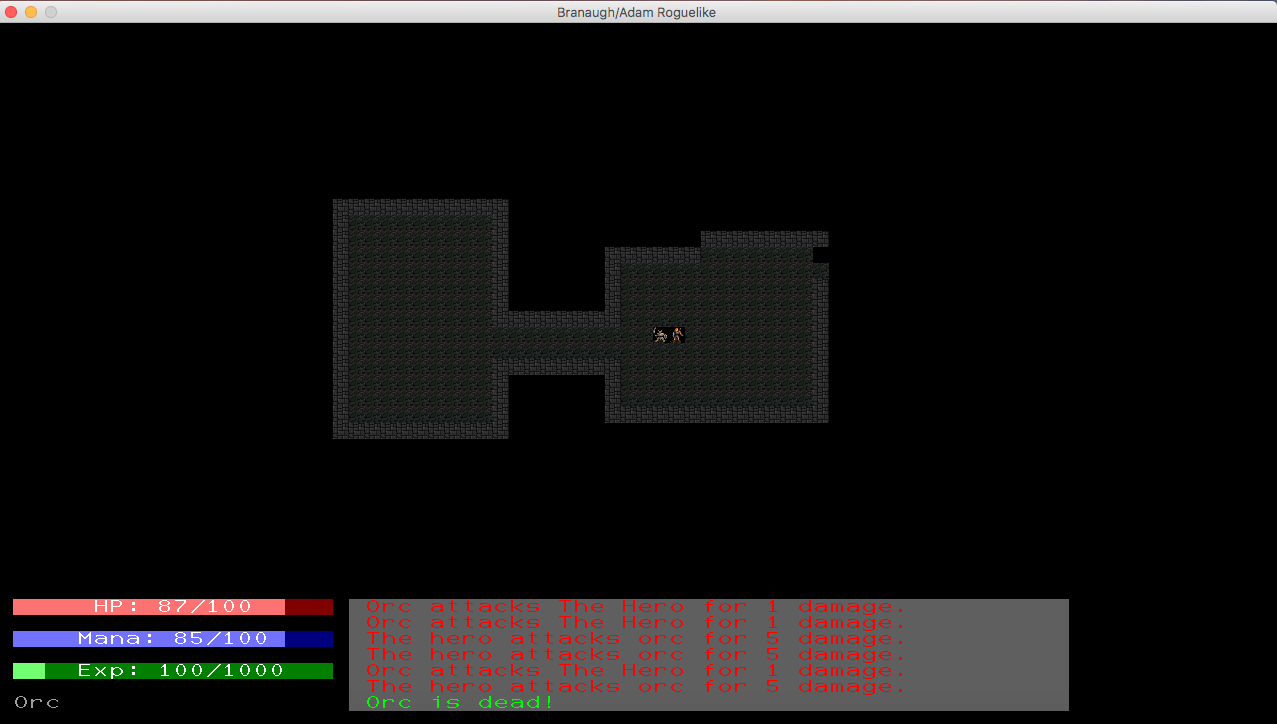 Branaugh/Adam Roguelike
HP: 87/100
Mana: 85/100
Exp: 100/1000
Orc
Orc attacks The Hero for 1 damage.
Orc attacks The Hero for 1 damage.
The hero attacks orc for 5 damage.
The hero attacks orc for 5 damage.
Orc attacks The Hero for 1 damage.
The hero attacks orc for 5 damage.
Orc is dead!